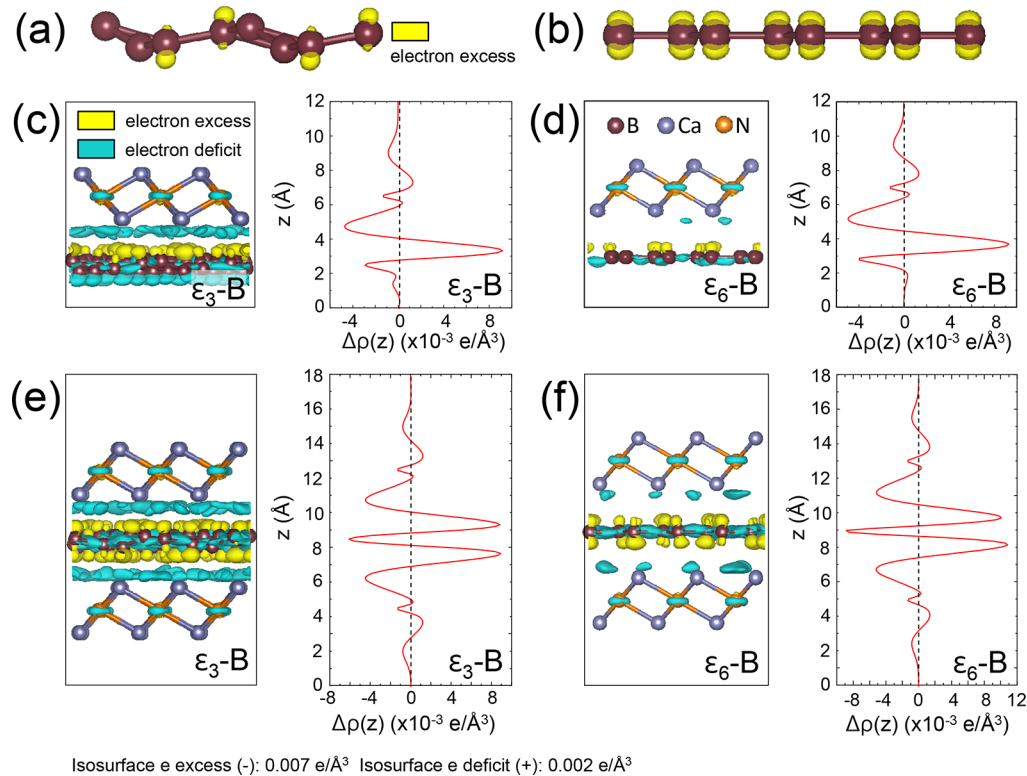 (a)
electron excess
(b)
(c)
electron excess
electron deficit
ε3-B
12
10
8
6
4
2
0
z (Å)
-4 0 4 8
Δρ(z) (x10-3 e/Å3)
ε3-B
(d)
B Ca N
ε6-B
12
10
8
6
4
2
0
z (Å)
-4 0 4 8
Δρ(z) (x10-3 e/Å3)
ε6-B
(e)
ε3-B
18
16
14
12
10
8
6
4
2
0
z (Å)
-8 -4 0 4 8
Δρ(z) (x10-3 e/Å3)
ε3-B
(f)
ε6-B
18
16
14
12
10
8
6
4
2
0
z (Å)
-8 -4 0 4 8 12
Δρ(z) (x10-3 e/Å3)
ε6-B
Isosurface e excess (-): 0.007 e/Å3 Isosurface e deficit (+): 0.002 e/Å3